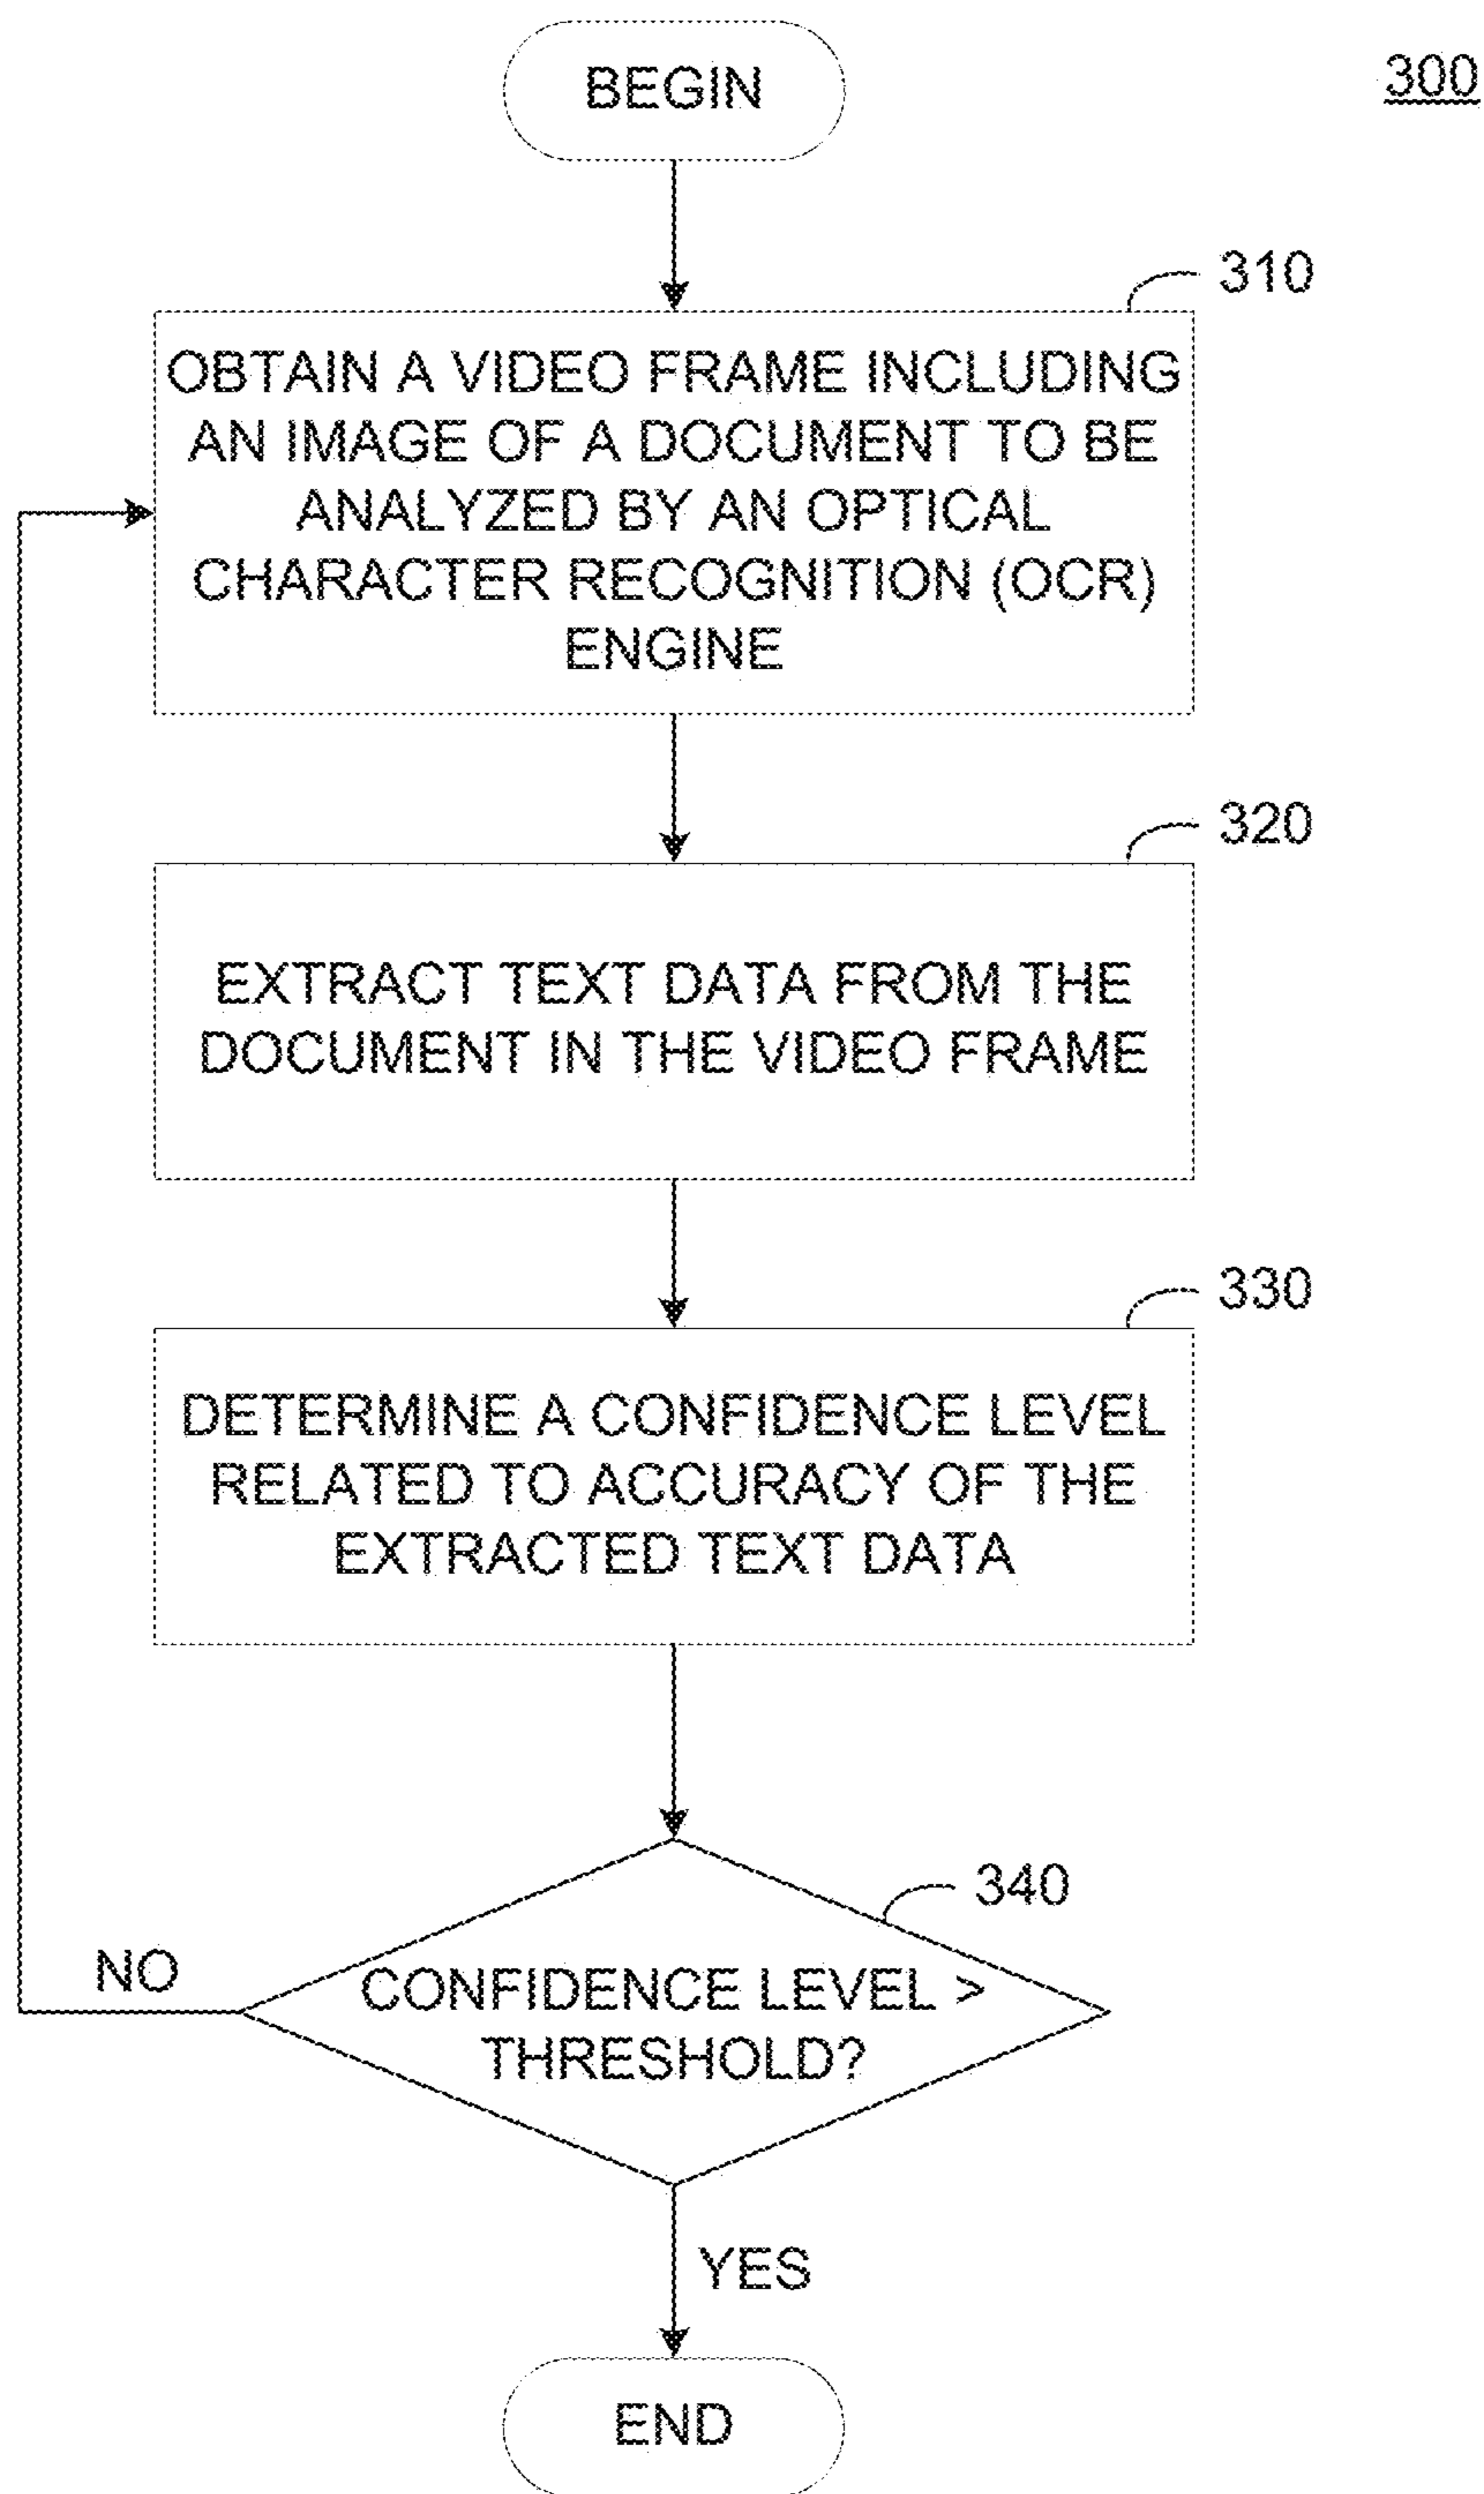 BEGIN
300
310
OBTAIN A VIDEO FRAME INCLUDING
AN IMAGE OF A DOCUMENT TO BE
ANALYZED BY AN OPTICAL
CHARACTER RECOGNITION (OCR)
ENGINE
320
EXTRACT TEXT DATA FROM THE
DOCUMENT IN THE VIDEO FRAME
330
DETERMINE A CONFIDENCE LEVEL
RELATED TO ACCURACY OF THE
EXTRACTED TEXT DATA
340
NO
CONFIDENCE LEVEL >
THRESHOLD?
YES
END